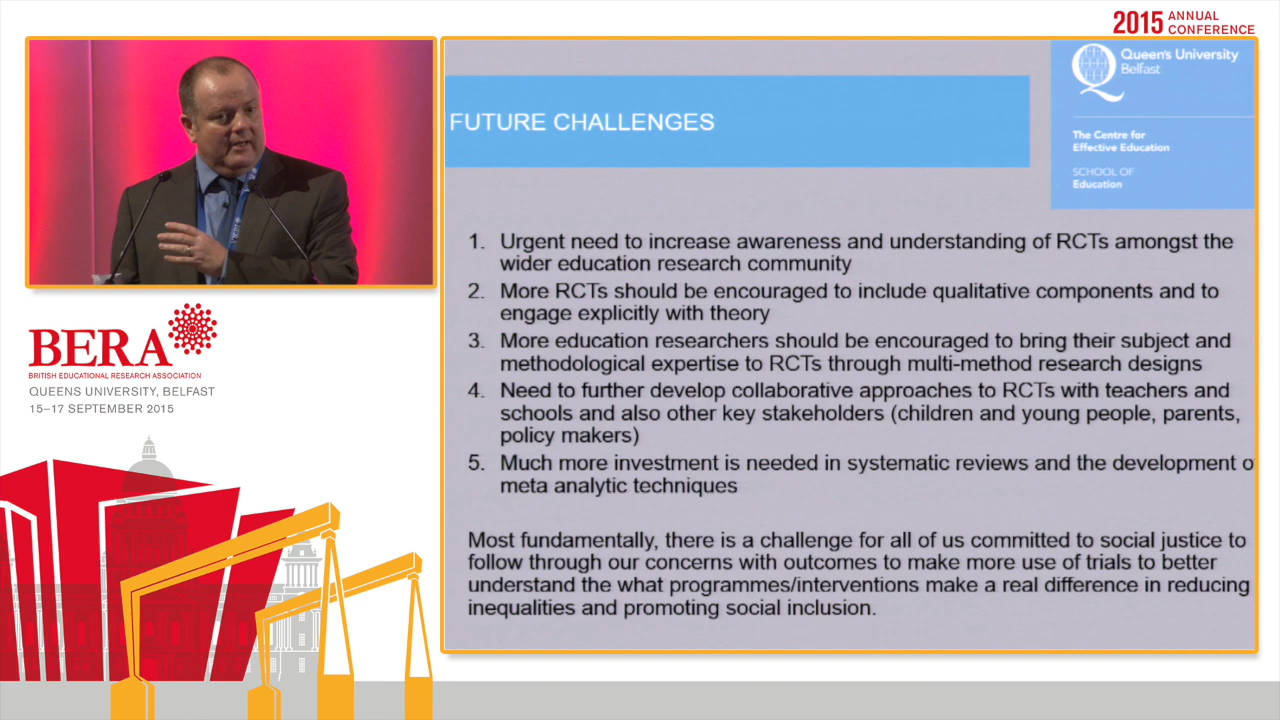 2015 ANNUAL CONFERENCE
Queen's University
Belfast
The Centre for
Effective Education
SCHOOL OF
Education
FUTURE CHALLENGES
1. Urgent need to increase awareness and understanding of RCTs amongst the
wider education research community
2. More RCTs should be encouraged to include qualitative components and to
engage explicitly with theory
3. More education researchers should be encouraged to bring their subject and
methodological expertise to RCTs through multi-method research designs
4. Need to further develop collaborative approaches to RCTs with teachers and
schools and also other key stakeholders (children and young people, parents,
policy makers)
5. Much more investment is needed in systematic reviews and the development o
meta analytic techniques
Most fundamentally, there is a challenge for all of us committed to social justice to
follow through our concerns with outcomes to make more use of trials to better
understand the what programmes/interventions make a real difference in reducing
inequalities and promoting social inclusion.
BERA
BRITISH EDUCATIONAL RESEARCH ASSOCIATION
QUEENS UNIVERSITY, BELFAST
15–17 SEPTEMBER 2015